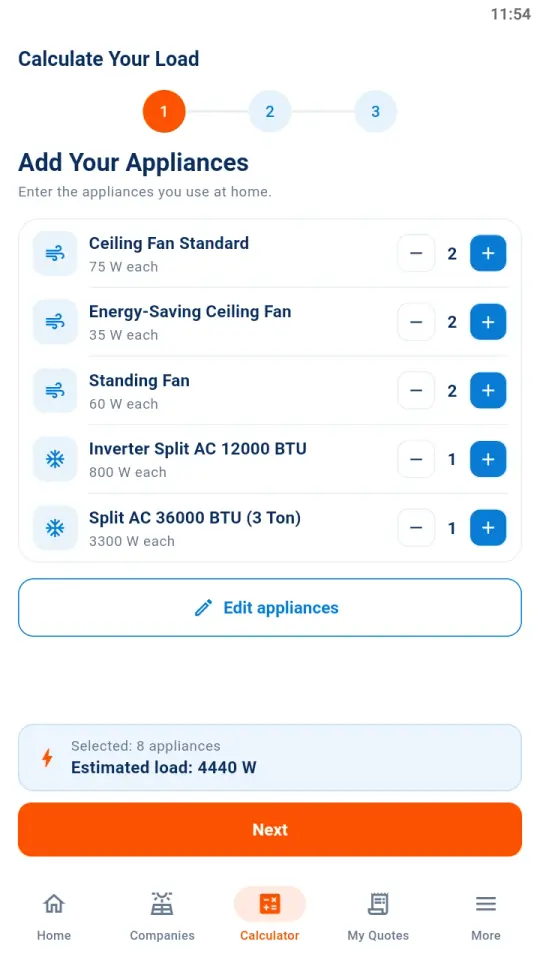 11:54
Calculate Your Load
1
2
3
Add Your Appliances
Enter the appliances you use at home.
Ceiling Fan Standard
75 W each
2
Energy-Saving Ceiling Fan
35 W each
2
Standing Fan
60 W each
2
Inverter Split AC 12000 BTU
800 W each
1
Split AC 36000 BTU (3 Ton)
3300 W each
1
Edit appliances
Selected: 8 appliances
Estimated load: 4440 W
Next
Home
Companies
Calculator
My Quotes
More